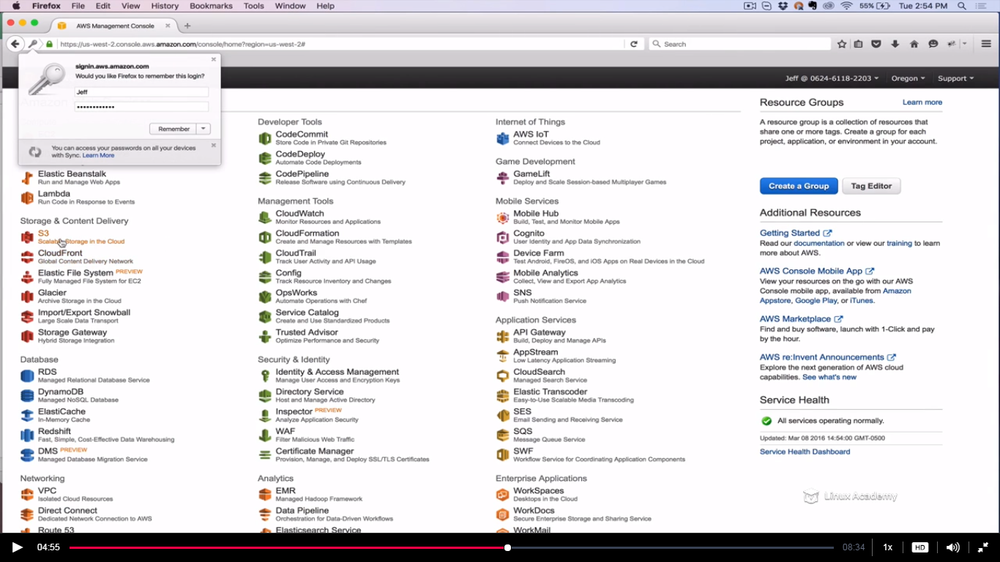 Firefox File Edit View History Bookmarks Tools Window Help
55% Tue 2:54 PM
AWS Management Console
https://us-west-2.console.aws.amazon.com/console/home?region=us-west-2#
Search
signin.aws.amazon.com
Would you like Firefox to remember this login?
Jeff
Remember
You can access your passwords on all your devices
with Sync. Learn More
Jeff @ 0624-6118-2203 Oregon Support
Elastic Beanstalk
Run and Manage Web Apps
Lambda
Run Code in Response to Events
Storage & Content Delivery
S3
Scalable Storage in the Cloud
CloudFront
Global Content Delivery Network
Elastic File System PREVIEW
Fully Managed File System for EC2
Glacier
Archive Storage in the Cloud
Import/Export Snowball
Large Scale Data Transport
Storage Gateway
Hybrid Storage Integration
Database
RDS
Managed Relational Database Service
DynamoDB
Managed NoSQL Database
ElastiCache
In-Memory Cache
Redshift
Fast, Simple, Cost-Effective Data Warehousing
DMS PREVIEW
Managed Database Migration Service
Networking
VPC
Isolated Cloud Resources
Direct Connect
Dedicated Network Connection to AWS
Route 53
Developer Tools
CodeCommit
Store Code in Private Git Repositories
CodeDeploy
Automate Code Deployments
CodePipeline
Release Software using Continuous Delivery
Management Tools
CloudWatch
Monitor Resources and Applications
CloudFormation
Create and Manage Resources with Templates
CloudTrail
Track User Activity and API Usage
Config
Track Resource Inventory and Changes
OpsWorks
Automate Operations with Chef
Service Catalog
Create and Use Standardized Products
Trusted Advisor
Optimize Performance and Security
Security & Identity
Identity & Access Management
Manage User Access and Encryption Keys
Directory Service
Host and Manage Active Directory
Inspector PREVIEW
Analyze Application Security
WAF
Filter Malicious Web Traffic
Certificate Manager
Provision, Manage, and Deploy SSL/TLS Certificates
Analytics
EMR
Managed Hadoop Framework
Data Pipeline
Orchestration for Data-Driven Workflows
Elasticsearch Service
Internet of Things
AWS IoT
Connect Devices to the Cloud
Game Development
GameLift
Deploy and Scale Session-based Multiplayer Games
Mobile Services
Mobile Hub
Build, Test, and Monitor Mobile Apps
Cognito
User Identity and App Data Synchronization
Device Farm
Test Android, FireOS, and iOS Apps on Real Devices in the Cloud
Mobile Analytics
Collect, View and Export App Analytics
SNS
Push Notification Service
Application Services
API Gateway
Build, Deploy and Manage APIs
AppStream
Low Latency Application Streaming
CloudSearch
Managed Search Service
Elastic Transcoder
Easy-to-Use Scalable Media Transcoding
SES
Email Sending and Receiving Service
SQS
Message Queue Service
SWF
Workflow Service for Coordinating Application Components
Enterprise Applications
WorkSpaces
Desktops in the Cloud
WorkDocs
Secure Enterprise Storage and Sharing Service
WorkMail
Resource Groups Learn more
A resource group is a collection of resources that
share one or more tags. Create a group for each
project, application, or environment in your account.
Create a Group Tag Editor
Additional Resources
Getting Started
Read our documentation or view our training to learn
more about AWS.
AWS Console Mobile App
View your resources on the go with our AWS
Console mobile app, available from Amazon
Appstore, Google Play, or iTunes.
AWS Marketplace
Find and buy software, launch with 1-Click and pay
by the hour.
AWS re:Invent Announcements
Explore the next generation of AWS cloud
capabilities. See what's new
Service Health
All services operating normally.
Updated: Mar 08 2016 14:54:00 GMT-0500
Service Health Dashboard
Linux Academy
04:55 08:34 1x HD